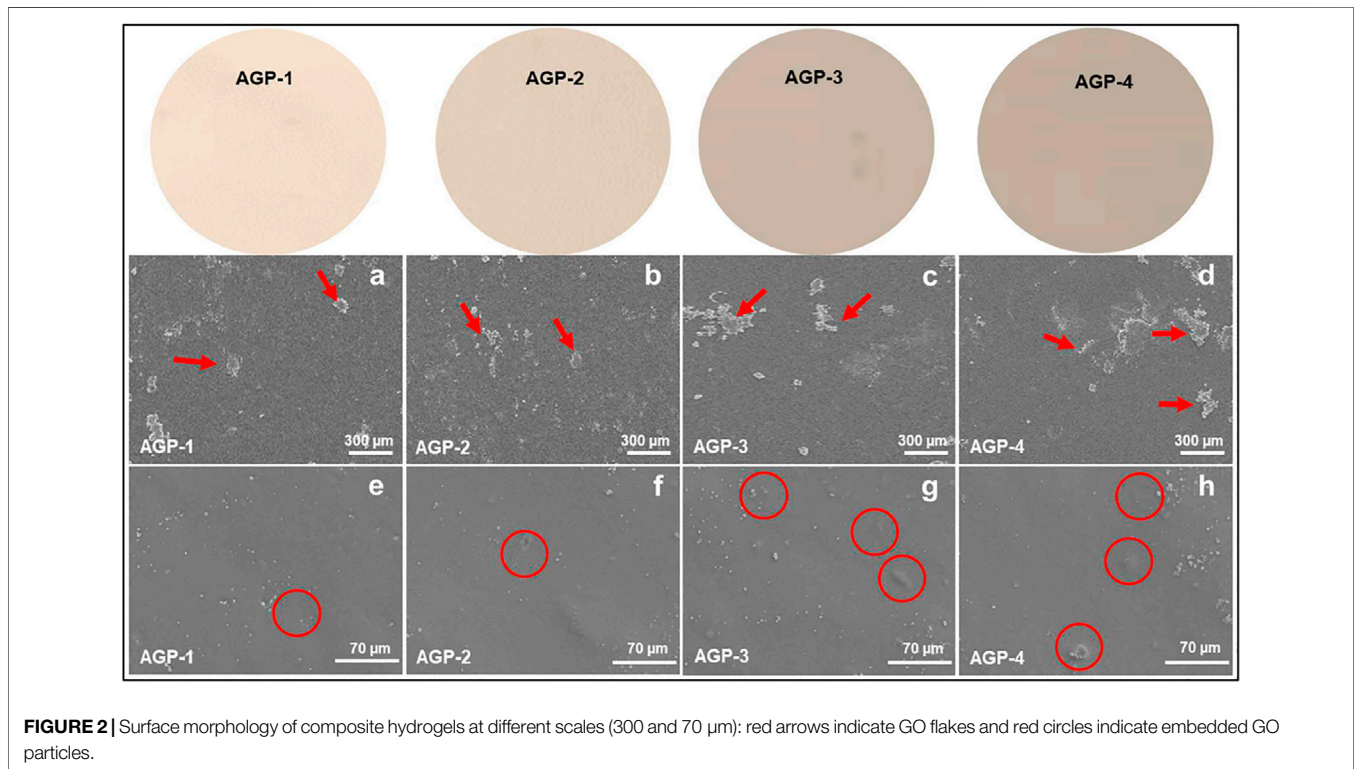 AGP-1
AGP-2
AGP-3
AGP-4
a
b
c
d
AGP-1
300 µm
AGP-2
300 µm
AGP-3
300 µm
AGP-4
300 µm
e
f
g
h
AGP-1
70 µm
AGP-2
70 µm
AGP-3
70 µm
AGP-4
70 µm
FIGURE 2 | Surface morphology of composite hydrogels at different scales (300 and 70 µm): red arrows indicate GO flakes and red circles indicate embedded GO
particles.